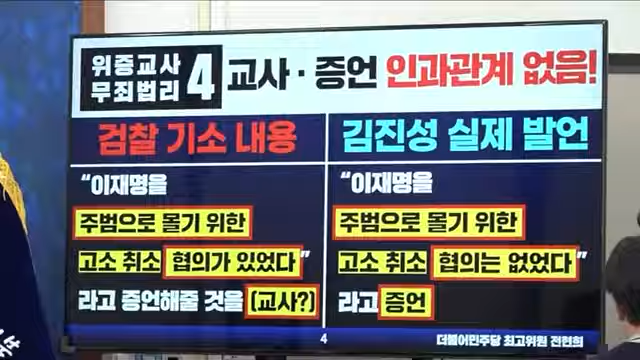 위증교사
무죄법리 4 교사·증언 인과관계 없음!
검찰 기소 내용
"이재명을
주범으로 몰기 위한
고소 취소 협의가 있었다"
라고 증언해줄 것을 (교사?)
김진성 실제 발언
"이재명을
주범으로 몰기 위한
고소 취소 협의는 없었다"
라고 증언
4
더불어민주당 최고위원 전현희